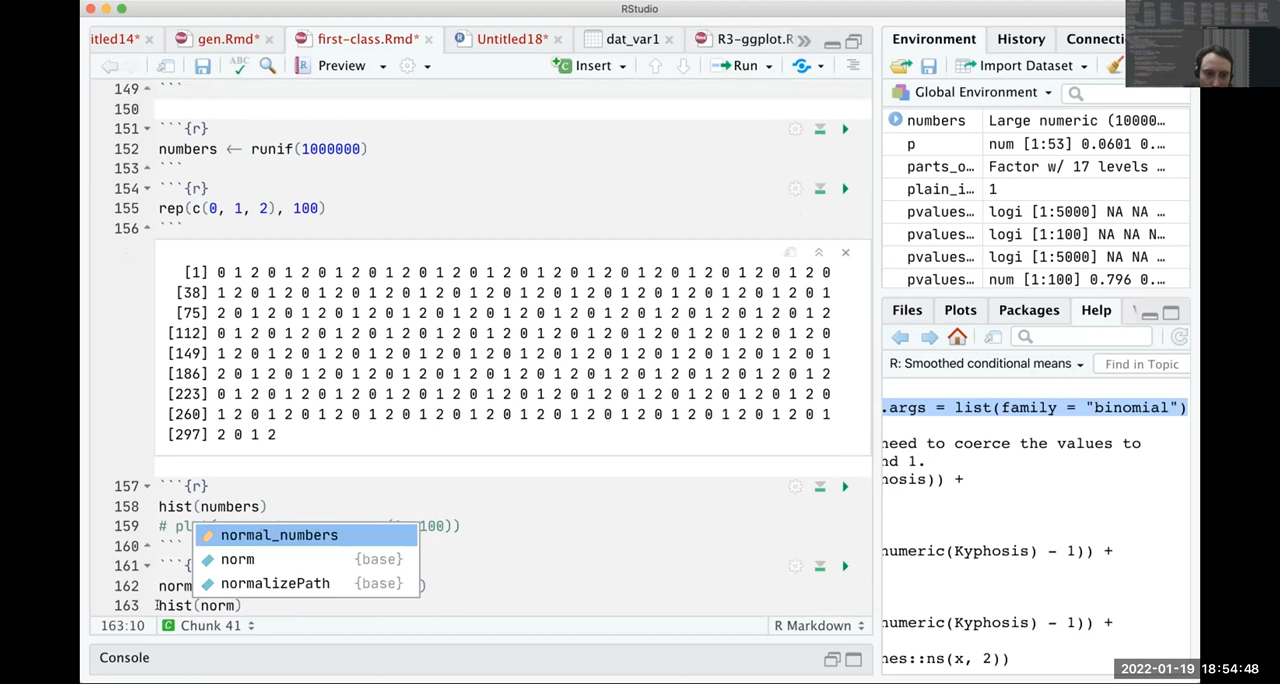 RStudio
itled14* gen.Rmd* first-class.Rmd* Untitled18* dat_var1 R3-ggplot.R
ABC Preview Insert Run
149 ```
150
151 ```{r}
152 numbers <- runif(1000000)
153 ```
154 ```{r}
155 rep(c(0, 1, 2), 100)
156 ```
[1] 0 1 2 0 1 2 0 1 2 0 1 2 0 1 2 0 1 2 0 1 2 0 1 2 0 1 2 0 1 2 0 1 2 0 1 2 0
[38] 1 2 0 1 2 0 1 2 0 1 2 0 1 2 0 1 2 0 1 2 0 1 2 0 1 2 0 1 2 0 1 2 0 1 2 0 1
[75] 2 0 1 2 0 1 2 0 1 2 0 1 2 0 1 2 0 1 2 0 1 2 0 1 2 0 1 2 0 1 2 0 1 2 0 1 2
[112] 0 1 2 0 1 2 0 1 2 0 1 2 0 1 2 0 1 2 0 1 2 0 1 2 0 1 2 0 1 2 0 1 2 0 1 2 0
[149] 1 2 0 1 2 0 1 2 0 1 2 0 1 2 0 1 2 0 1 2 0 1 2 0 1 2 0 1 2 0 1 2 0 1 2 0 1
[186] 2 0 1 2 0 1 2 0 1 2 0 1 2 0 1 2 0 1 2 0 1 2 0 1 2 0 1 2 0 1 2 0 1 2 0 1 2
[223] 0 1 2 0 1 2 0 1 2 0 1 2 0 1 2 0 1 2 0 1 2 0 1 2 0 1 2 0 1 2 0 1 2 0 1 2 0
[260] 1 2 0 1 2 0 1 2 0 1 2 0 1 2 0 1 2 0 1 2 0 1 2 0 1 2 0 1 2 0 1 2 0 1 2 0 1
[297] 2 0 1 2
157 ```{r}
158 hist(numbers)
159 # pl 100))
160 ```
161 ```{
162 norm )
163 hist(norm)
normal_numbers
norm {base}
normalizePath {base}
163:10 Chunk 41 R Markdown
Console
Environment History Connecti
Import Dataset
Global Environment
numbers Large numeric (10000…
p num [1:53] 0.0601 0.…
parts_o… Factor w/ 17 levels …
plain_i… 1
pvalues… logi [1:5000] NA NA …
pvalues… logi [1:100] NA NA N…
pvalues… logi [1:5000] NA NA …
pvalues… num [1:100] 0.796 0…
Files Plots Packages Help
R: Smoothed conditional means Find in Topic
.args = list(family = "binomial")
need to coerce the values to
nd 1.
nosis)) +
numeric(Kyphosis) - 1)) +
numeric(Kyphosis) - 1)) +
nes::ns(x, 2))
2022-01-19 18:54:48